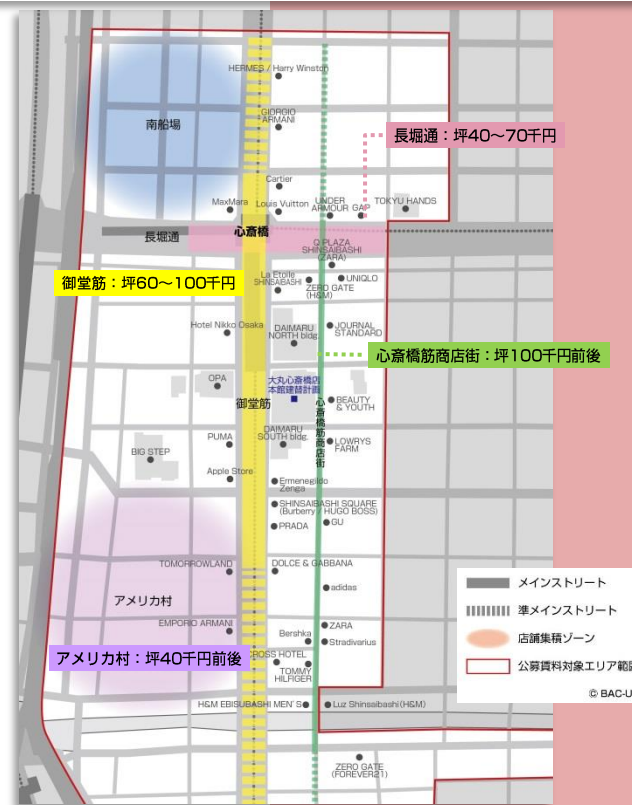 HERMES / Harry Winston
南船場
GIORGIO
ARMANI
長堀通：坪40～70千円
Cartier
MaxMara
Louis Vuitton
UNDER
ARMOUR
GAP
TOKYU HANDS
心斎橋
長堀通
Q PLAZA
SHINSAIBASHI
(ZARA)
御堂筋：坪60～100千円
La Etoile
SHINSAIBASHI
ZERO GATE
(H&M)
UNIQLO
Hotel Nikko Osaka
DAIMARU
NORTH bldg.
JOURNAL
STANDARD
心斎橋筋商店街：坪100千円前後
OPA
大丸心斎橋店
本館建替計画
御堂筋
心斎橋筋商店街
BEAUTY
& YOUTH
PUMA
DAIMARU
SOUTH bldg.
LOWRYS
FARM
BIG STEP
Apple Store
Ermenegildo
Zenga
SHINSAIBASHI SQUARE
(Burberry / HUGO BOSS)
GU
PRADA
TOMORROWLAND
DOLCE & GABBANA
アメリカ村
adidas
EMPORIO ARMANI
ZARA
Bershka
Stradivarius
アメリカ村：坪40千円前後
CROSS HOTEL
TOMMY
HILFIGER
H&M EBISUBASHI MEN'S
Luz Shinsaibashi (H&M)
ZERO GATE
(FOREVER21)
メインストリート
準メインストリート
店舗集積ゾーン
公募賃料対象エリア範囲
© BAC-U